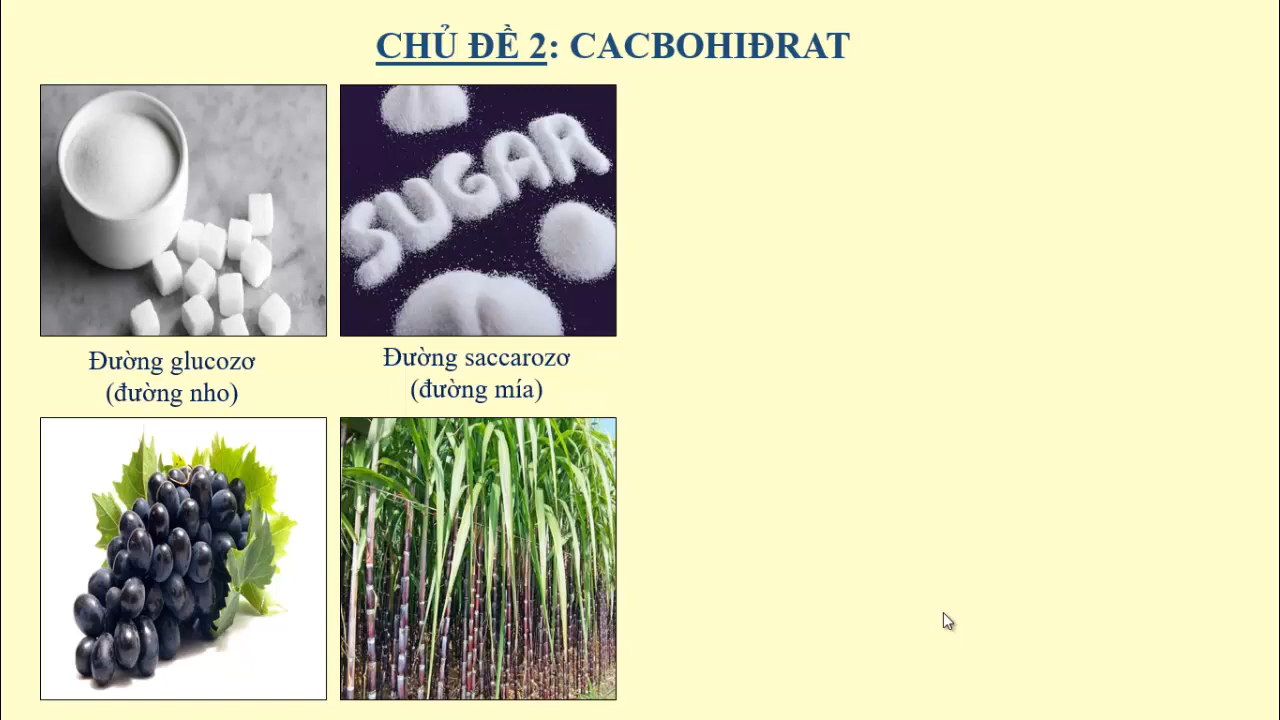 CHỦ ĐỀ 2: CACBOHIĐRAT
SUGAR
Đường glucozơ
(đường nho)
Đường saccarozơ
(đường mía)